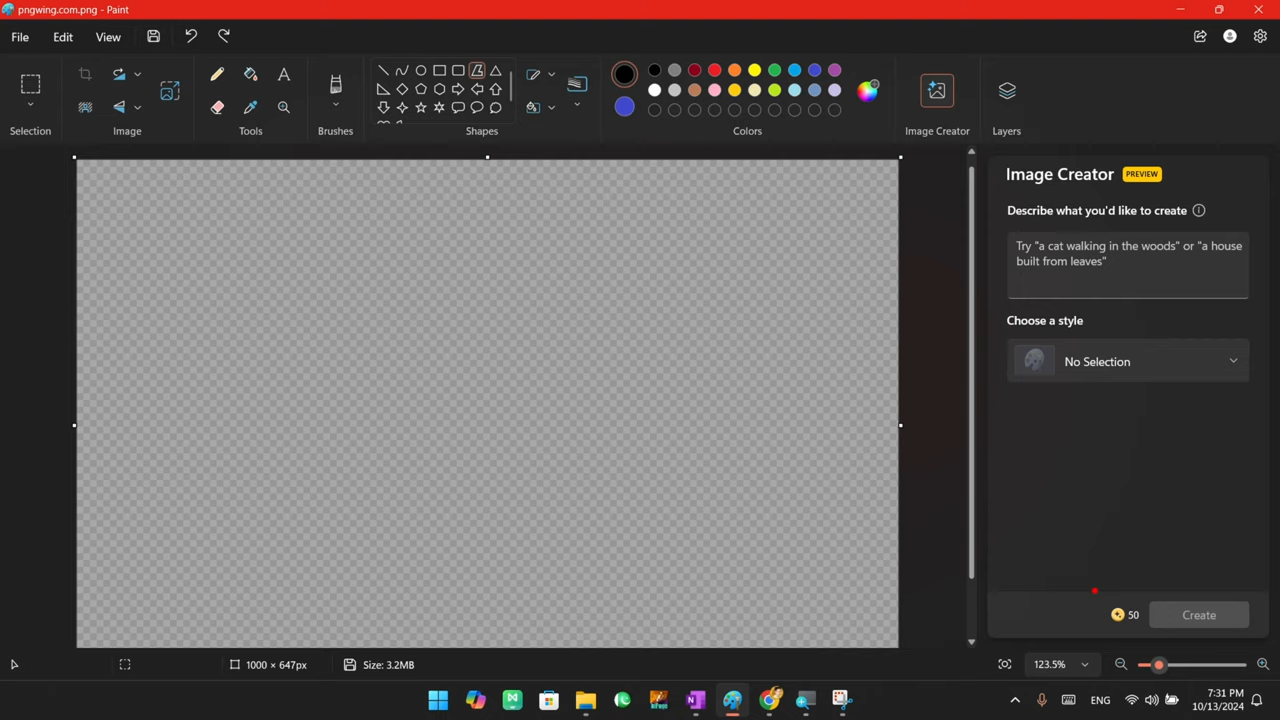 pngwing.com.png - Paint
File Edit View
Selection Image Tools Brushes Shapes Colors Image Creator Layers
Image Creator PREVIEW
Describe what you'd like to create
Try "a cat walking in the woods" or "a house
built from leaves"
Choose a style
No Selection
50 Create
1000 × 647px Size: 3.2MB 123.5%
ENG 7:31 PM
10/13/2024